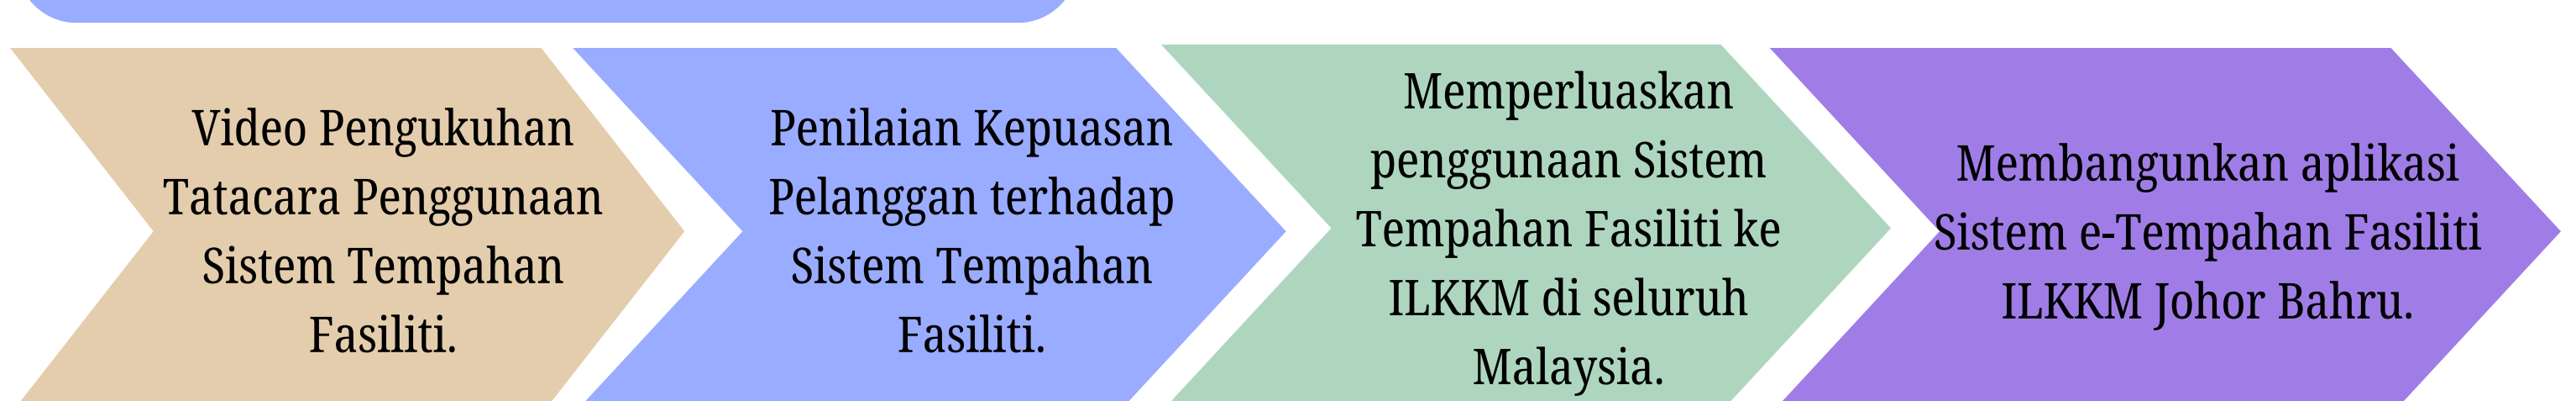 Video Pengukuhan
Tatacara Penggunaan
Sistem Tempahan
Fasiliti.
Penilaian Kepuasan
Pelanggan terhadap
Sistem Tempahan
Fasiliti.
Memperluaskan
penggunaan Sistem
Tempahan Fasiliti ke
ILKKM di seluruh
Malaysia.
Membangunkan aplikasi
Sistem e-Tempahan Fasiliti
ILKKM Johor Bahru.